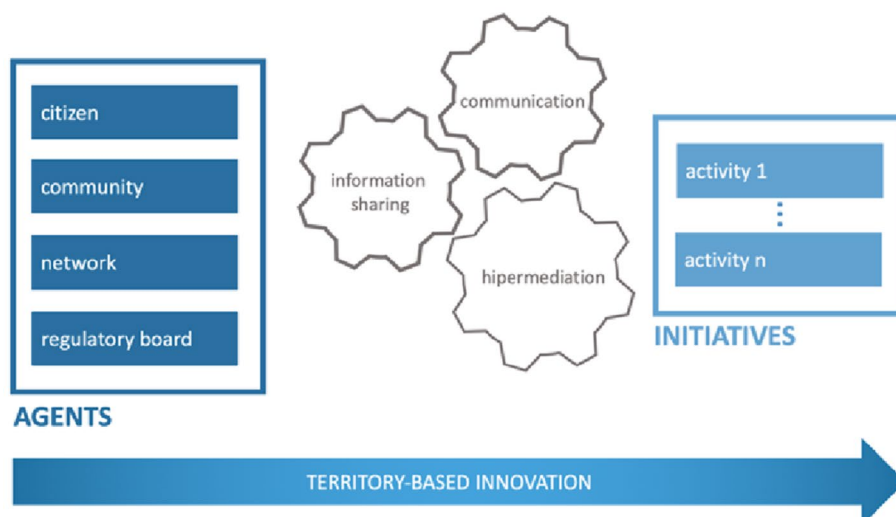 citizen
community
network
regulatory board
AGENTS
communication
information
sharing
hipermediation
activity 1
activity n
INITIATIVES
TERRITORY-BASED INNOVATION